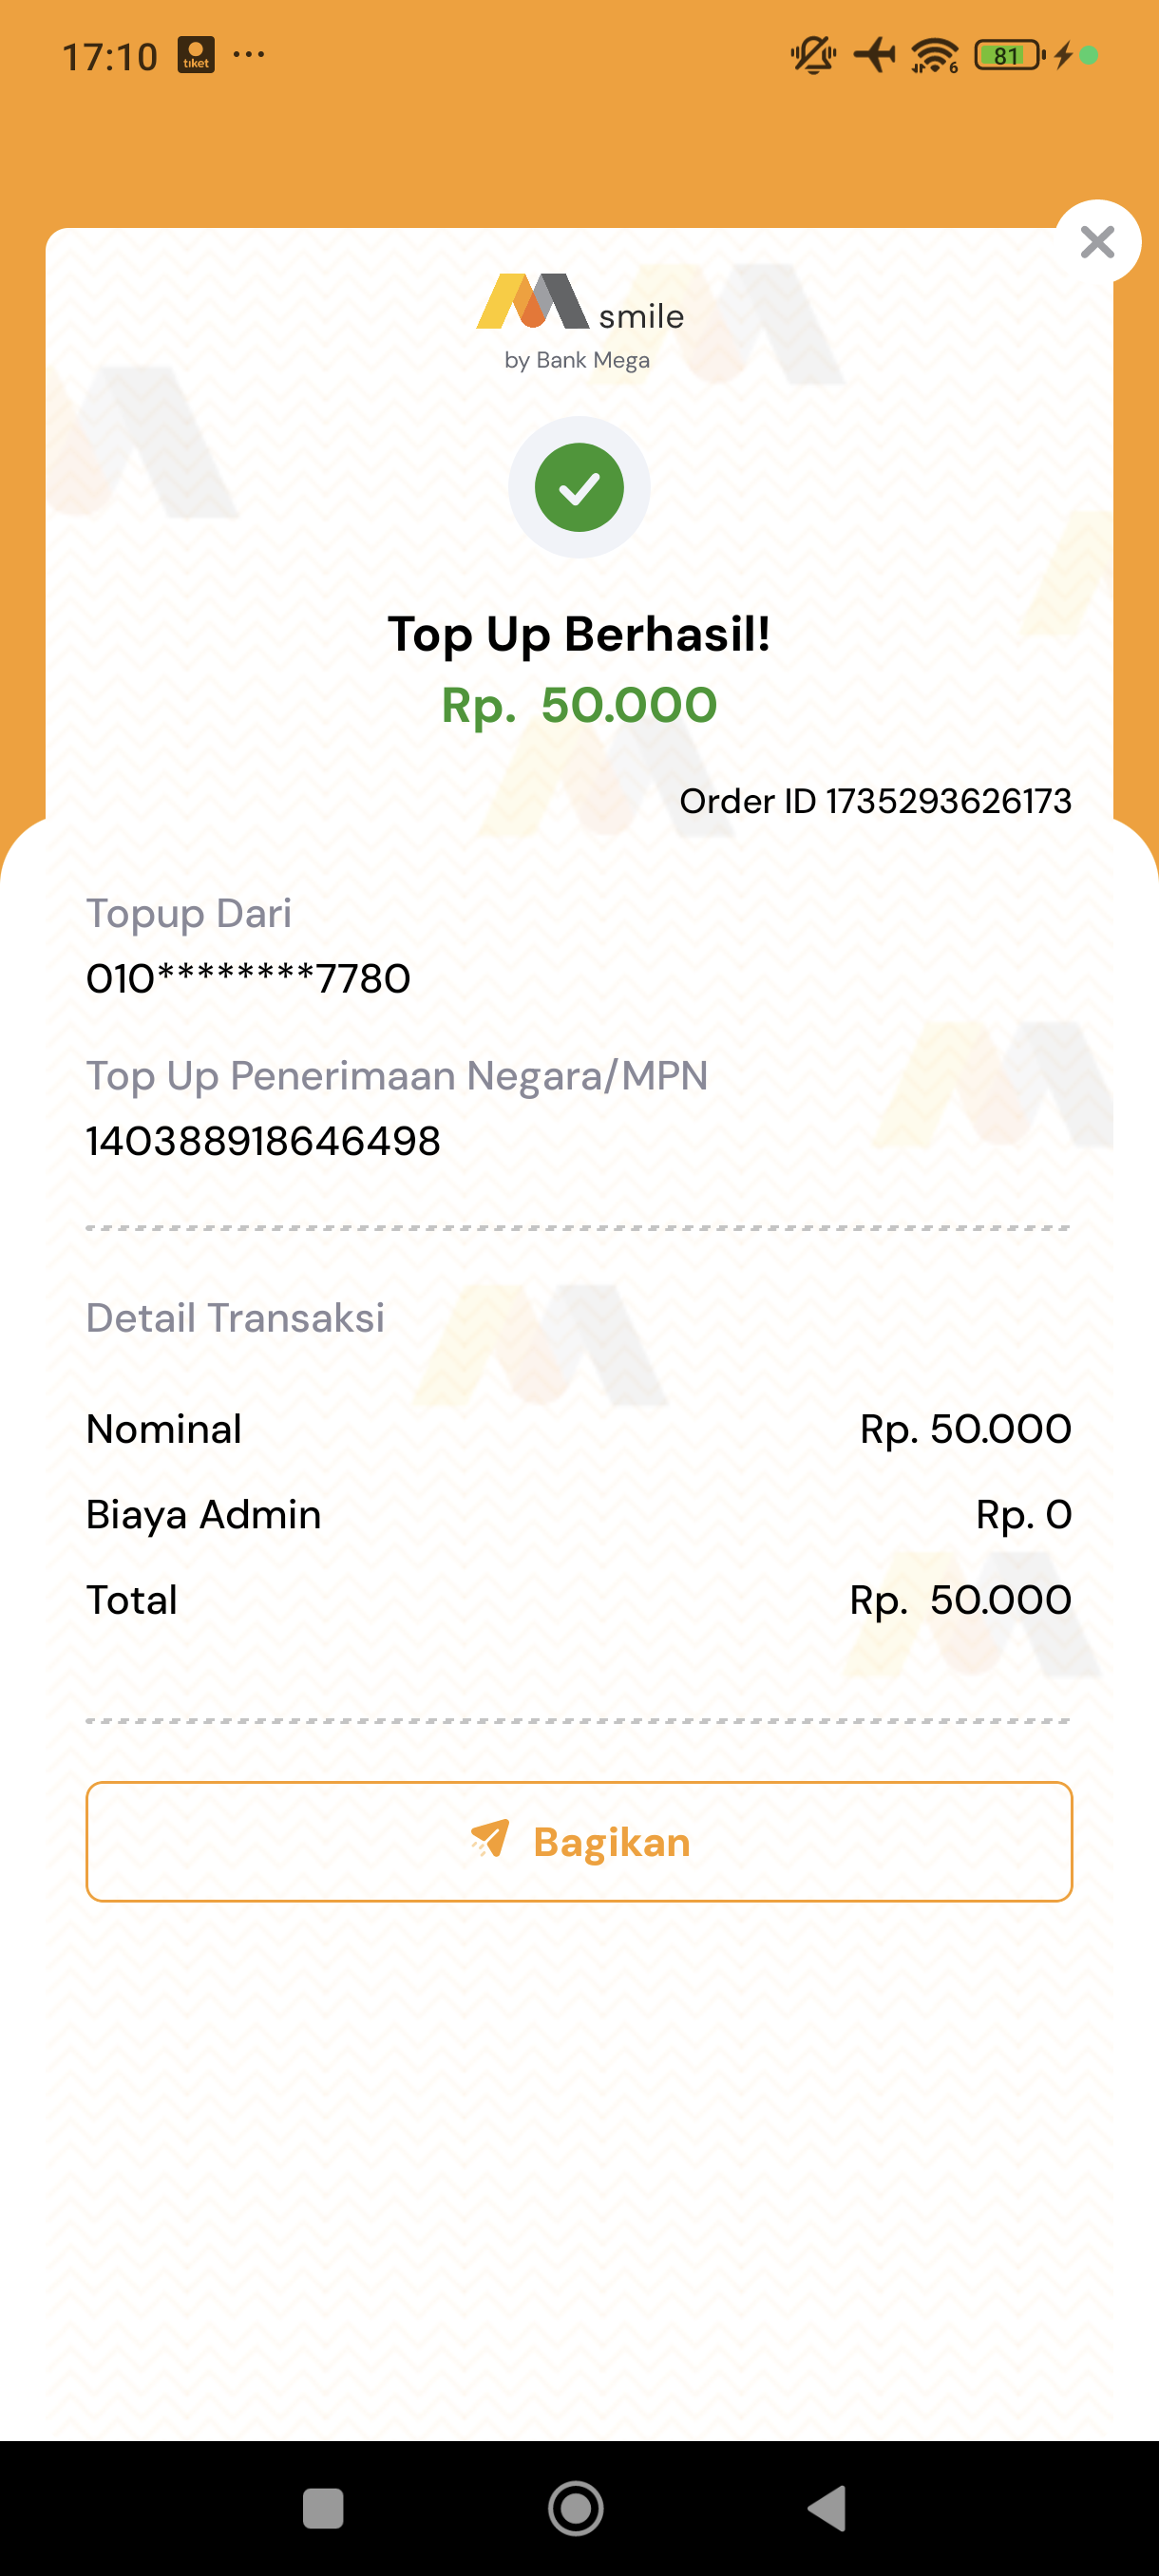 17:10 tiket ... 6 81
smile
by Bank Mega
Top Up Berhasil!
Rp. 50.000
Order ID 1735293626173
Topup Dari
010********7780
Top Up Penerimaan Negara/MPN
140388918646498
Detail Transaksi
Nominal Rp. 50.000
Biaya Admin Rp. 0
Total Rp. 50.000
Bagikan